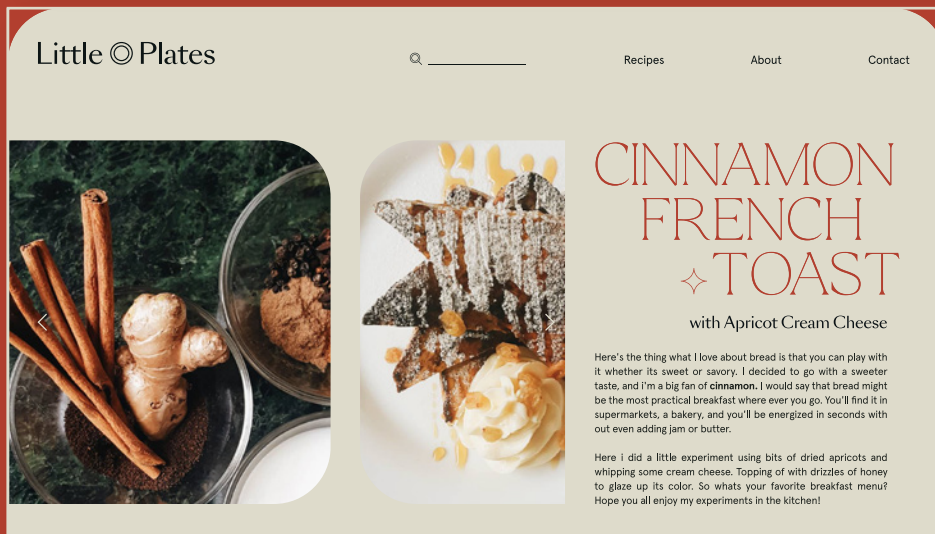 Little Plates
Recipes
About
Contact
CINNAMON
FRENCH
TOAST
with Apricot Cream Cheese
Here's the thing what I love about bread is that you can play with
it whether its sweet or savory. I decided to go with a sweeter
taste, and i'm a big fan of cinnamon. I would say that bread might
be the most practical breakfast where ever you go. You'll find it in
supermarkets, a bakery, and you'll be energized in seconds with
out even adding jam or butter.
Here i did a little experiment using bits of dried apricots and
whipping some cream cheese. Topping of with drizzles of honey
to glaze up its color. So whats your favorite breakfast menu?
Hope you all enjoy my experiments in the kitchen!